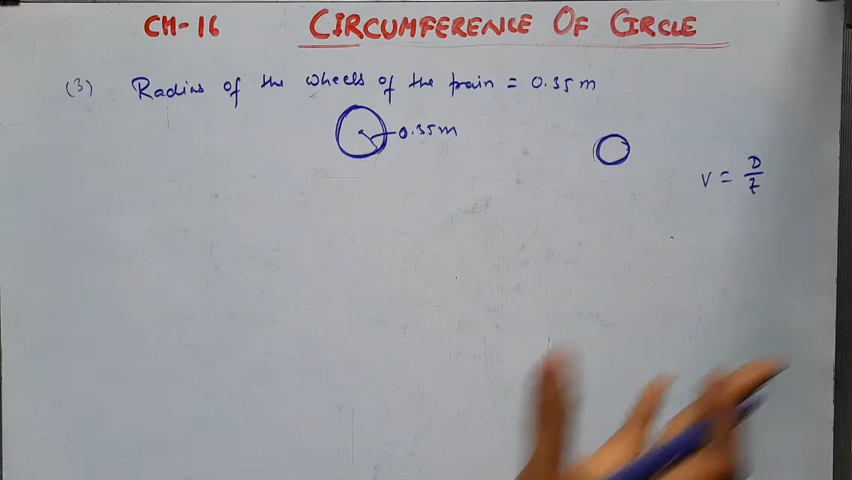 CH-16 CIRCUMFERENCE OF CIRCLE
(3) Radius of the wheels of the train = 0.35 m
0.35m
V = D/t